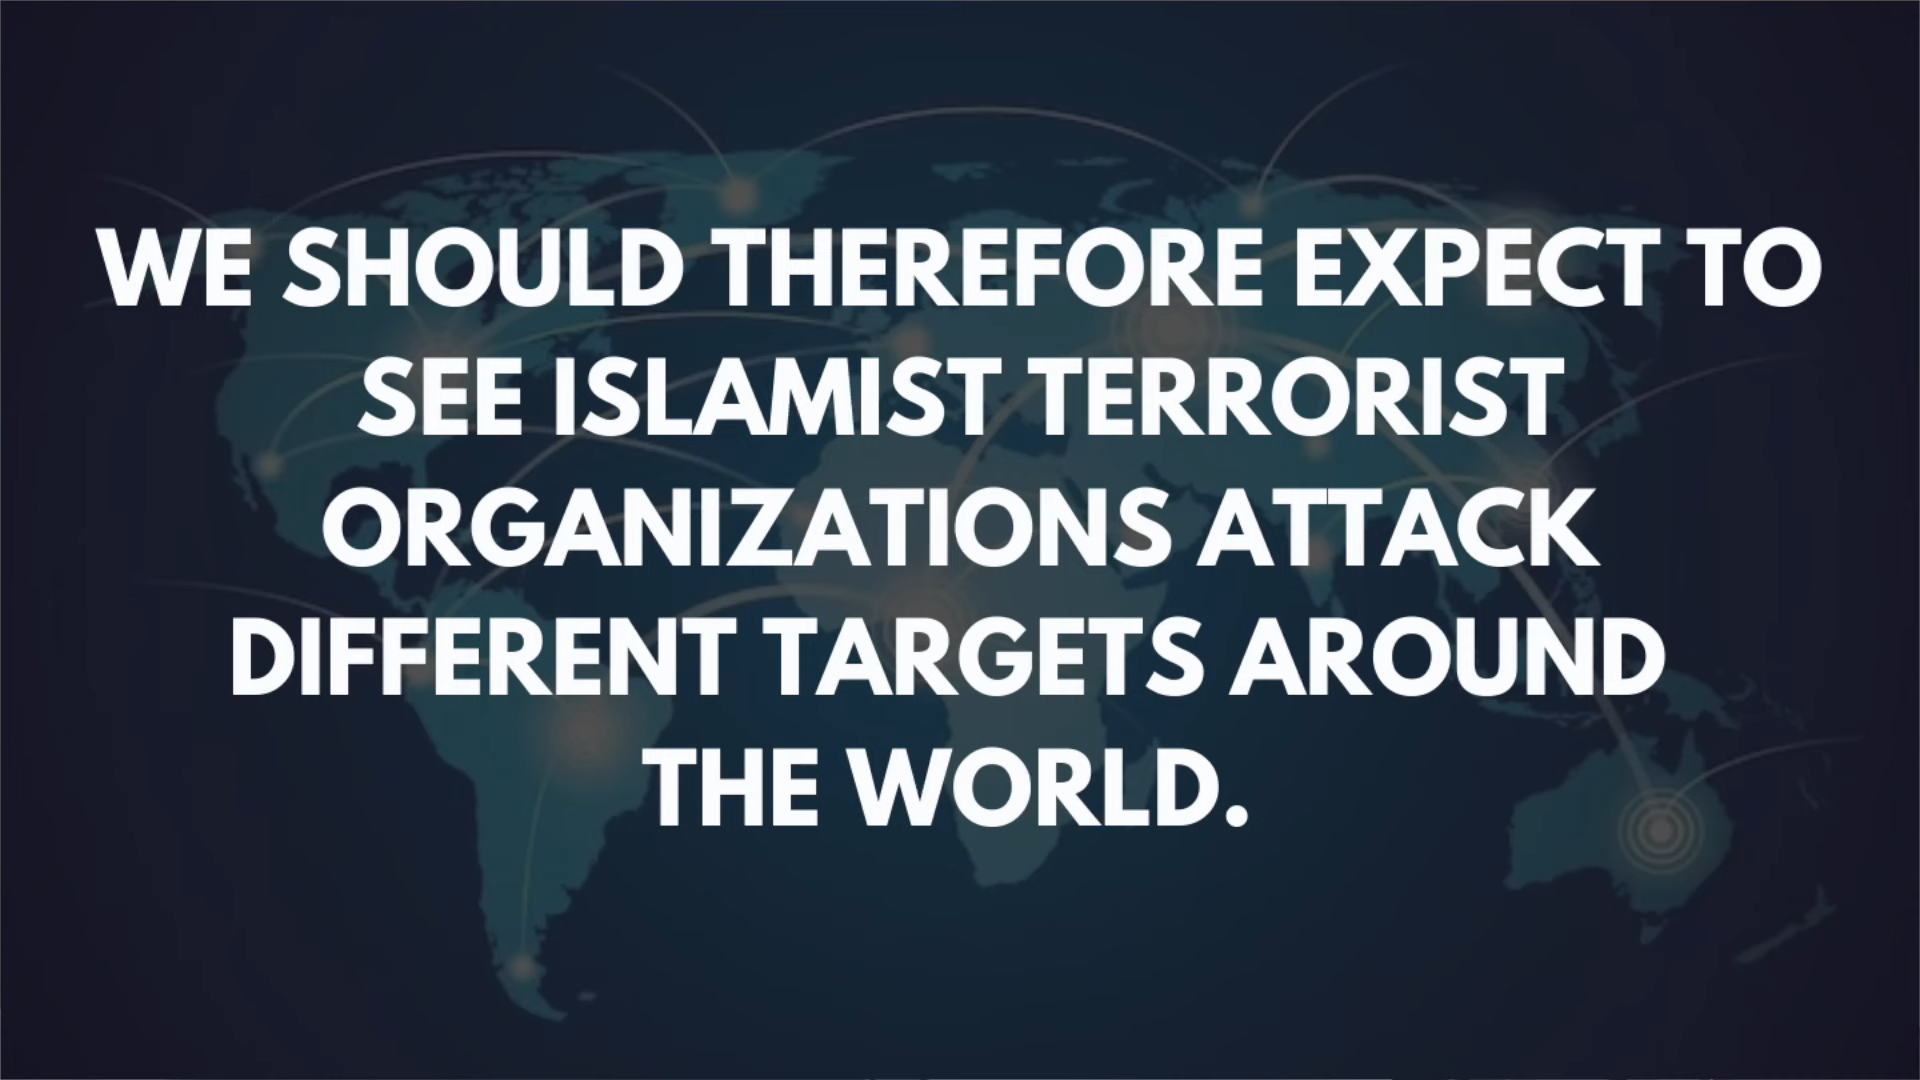 WE SHOULD THEREFORE EXPECT TO
SEE ISLAMIST TERRORIST
ORGANIZATIONS ATTACK
DIFFERENT TARGETS AROUND
THE WORLD.